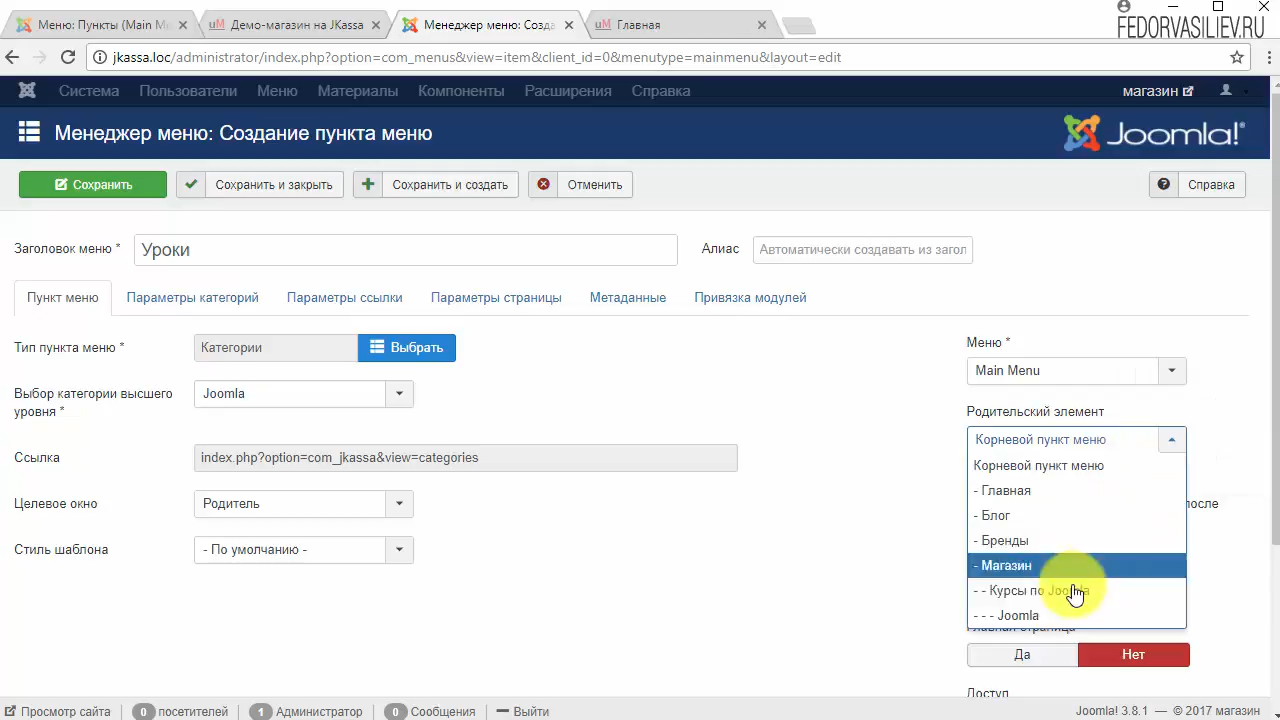 Меню: Пункты (Main M
Демо-магазин на JKassa
Менеджер меню: Созда
uM Главная
FEDORVASILIEV.RU
jkassa.loc/administrator/index.php?option=com_menus&view=item&client_id=0&menutype=mainmenu&layout=edit
Система Пользователи Меню Материалы Компоненты Расширения Справка магазин
Менеджер меню: Создание пункта меню
Joomla!
Сохранить Сохранить и закрыть Сохранить и создать Отменить Справка
Заголовок меню * Уроки Алиас Автоматически создавать из загол
Пункт меню Параметры категорий Параметры ссылки Параметры страницы Метаданные Привязка модулей
Тип пункта меню * Категории Выбрать
Выбор категории высшего
уровня *
Joomla
Ссылка index.php?option=com_jkassa&view=categories
Целевое окно Родитель
Стиль шаблона - По умолчанию -
Меню *
Main Menu
Родительский элемент
Корневой пункт меню
Корневой пункт меню
- Главная
- Блог
после
- Бренды
- Магазин
- - Курсы по Joomla
- - - Joomla
Главная страница
Да Нет
Доступ
Просмотр сайта 0 посетителей 1 Администратор 0 Сообщения Выйти Joomla! 3.8.1 — © 2017 магазин